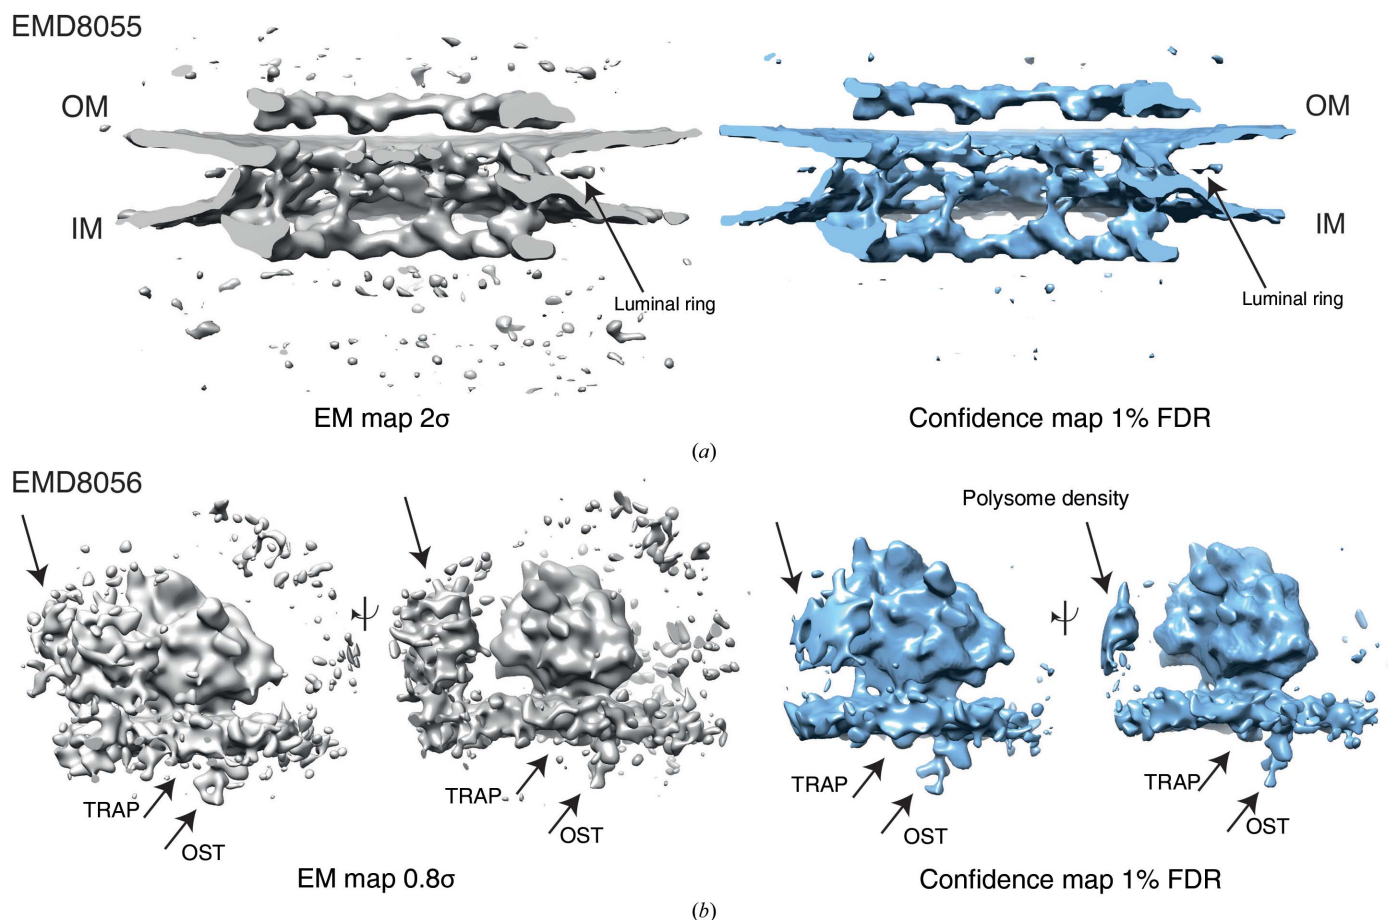 EMD8055
OM
OM
IM
IM
Luminal ring
Luminal ring
EM map 2σ
Confidence map 1% FDR
(a)
EMD8056
Polysome density
TRAP
OST
TRAP
OST
TRAP
OST
TRAP
OST
EM map 0.8σ
Confidence map 1% FDR
(b)